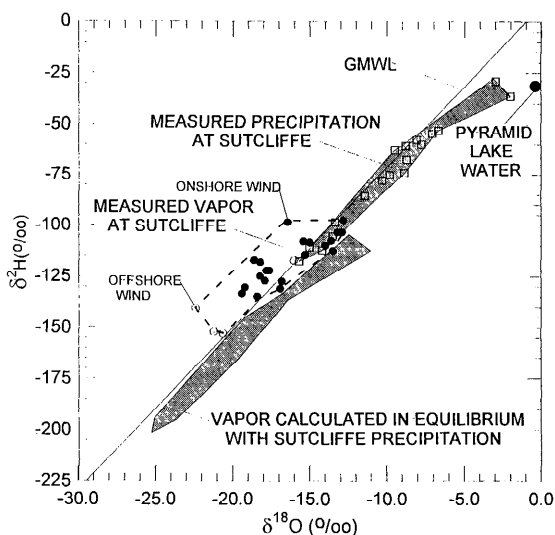 0
-25
-50
-75
-100
-125
-150
-175
-200
-225
δ²H(⁰/oo)
GMWL
MEASURED PRECIPITATION
AT SUTCLIFFE
PYRAMID
LAKE
WATER
ONSHORE WIND
MEASURED VAPOR
AT SUTCLIFFE
OFFSHORE
WIND
VAPOR CALCULATED IN EQUILIBRIUM
WITH SUTCLIFFE PRECIPITATION
-30.0 -25.0 -20.0 -15.0 -10.0 -5.0 0.0
δ¹⁸O (⁰/oo)